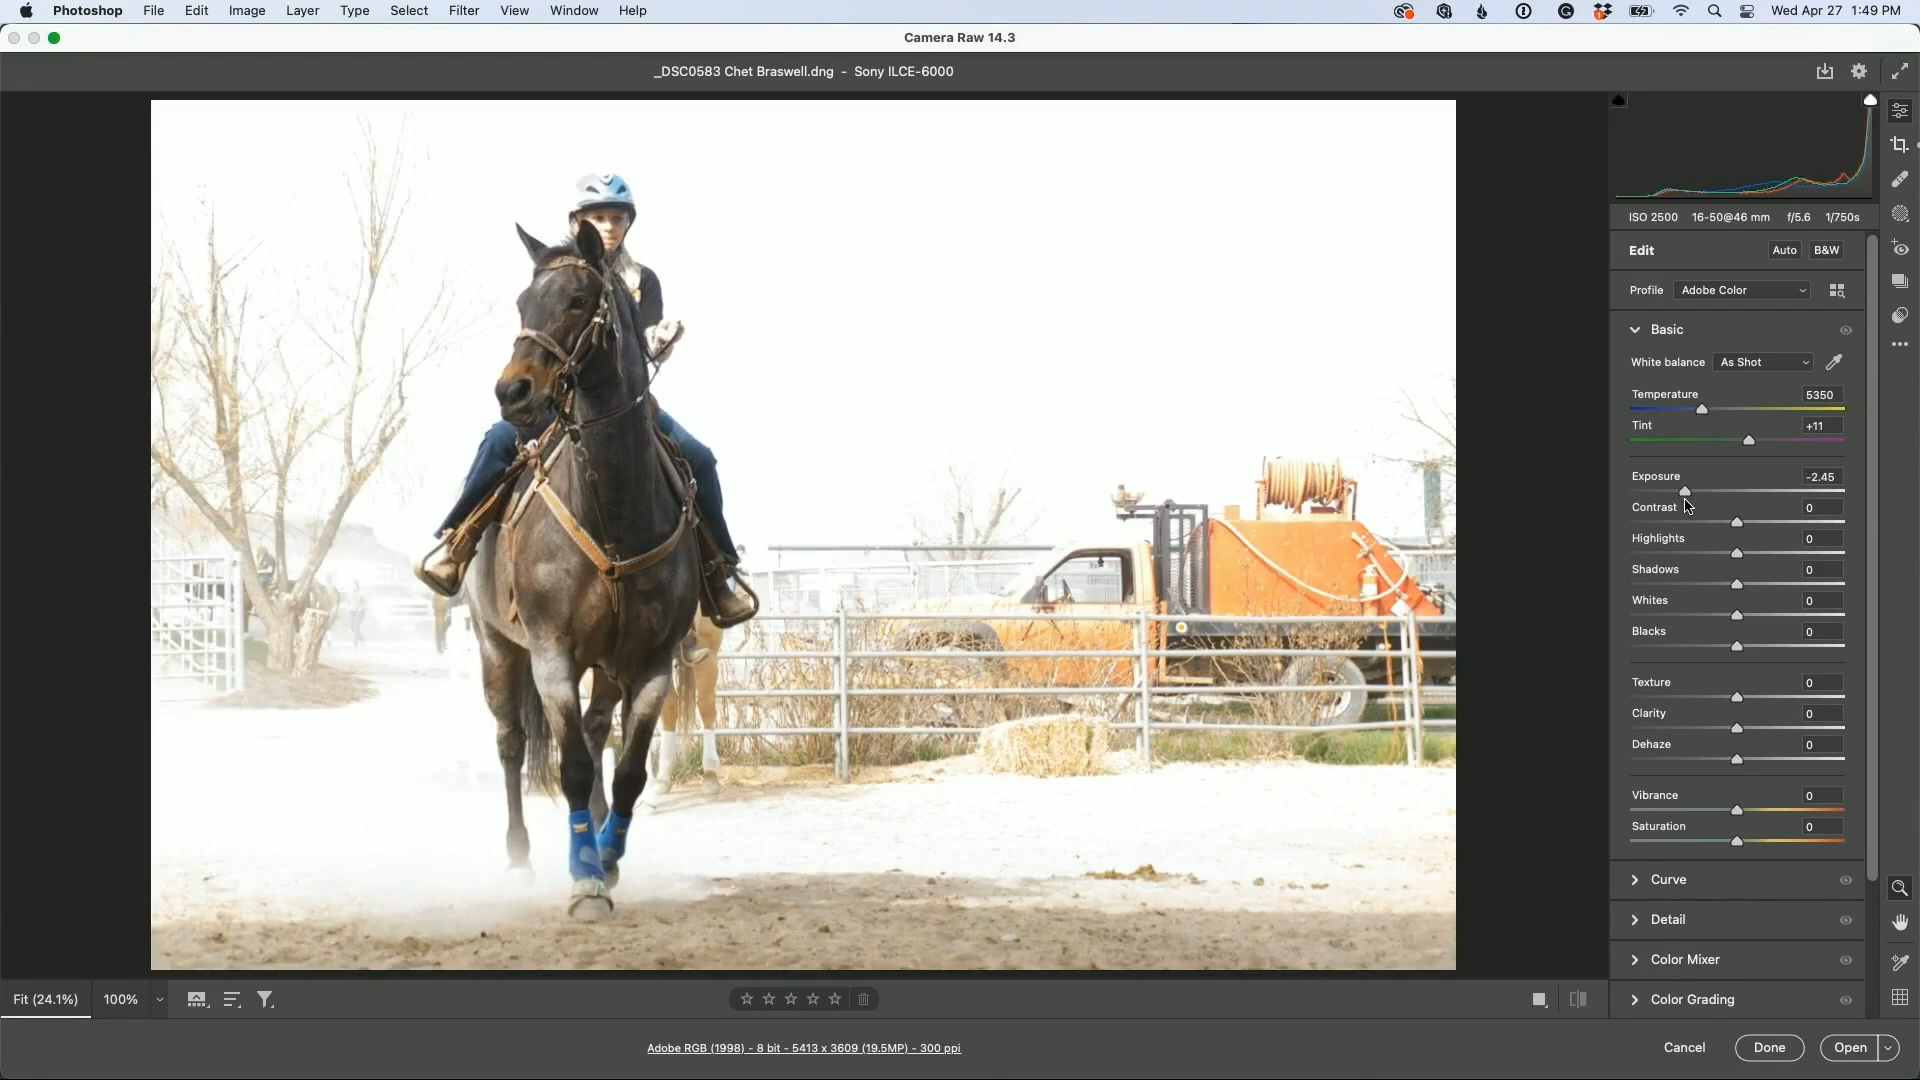 Photoshop File Edit Image Layer Type Select Filter View Window Help Wed Apr 27 1:49 PM
Camera Raw 14.3
_DSC0583 Chet Braswell.dng - Sony ILCE-6000
ISO 2500 16-50@46 mm f/5.6 1/750s
Edit Auto B&W
Profile Adobe Color
Basic
White balance As Shot
Temperature 5350
Tint +11
Exposure -2.45
Contrast 0
Highlights 0
Shadows 0
Whites 0
Blacks 0
Texture 0
Clarity 0
Dehaze 0
Vibrance 0
Saturation 0
Curve
Detail
Color Mixer
Color Grading
Fit (24.1%) 100%
Adobe RGB (1998) - 8 bit - 5413 x 3609 (19.5MP) - 300 ppi
Cancel Done Open